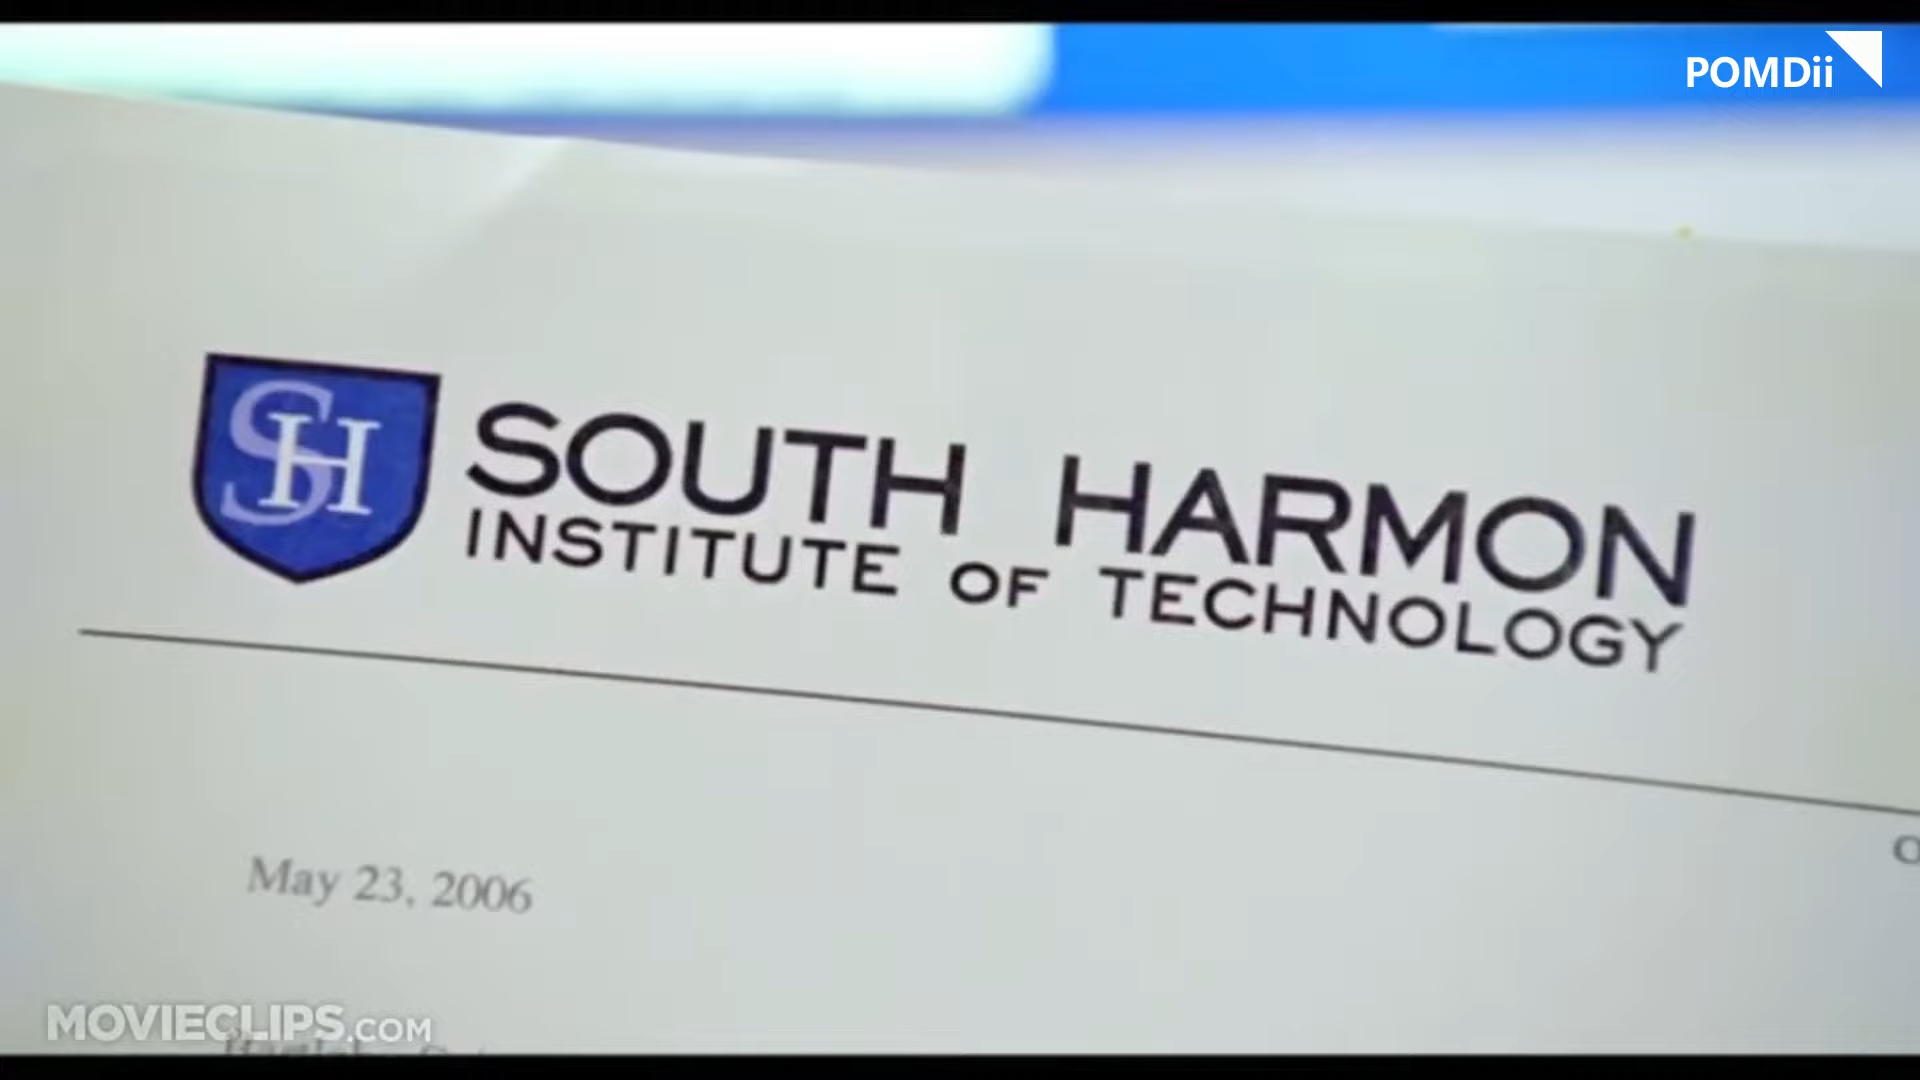 POMDii
SH
SOUTH HARMON
INSTITUTE OF TECHNOLOGY
May 23, 2006
MOVIECLIPS.COM